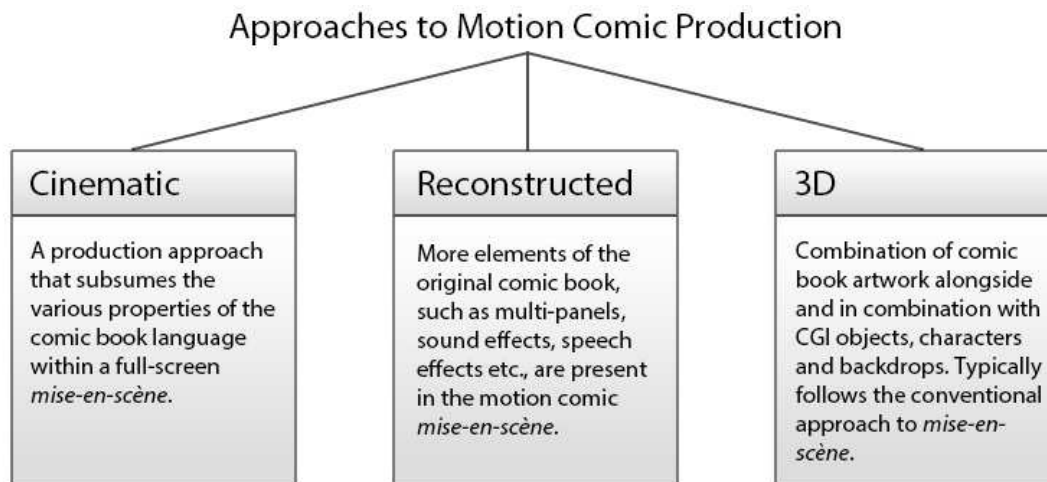 Approaches to Motion Comic Production
Cinematic
A production approach
that subsumes the
various properties of the
comic book language
within a full-screen
mise-en-scène.
Reconstructed
More elements of the
original comic book,
such as multi-panels,
sound effects, speech
effects etc., are present
in the motion comic
mise-en-scène.
3D
Combination of comic
book artwork alongside
and in combination with
CGI objects, characters
and backdrops. Typically
follows the conventional
approach to mise-en-
scène.